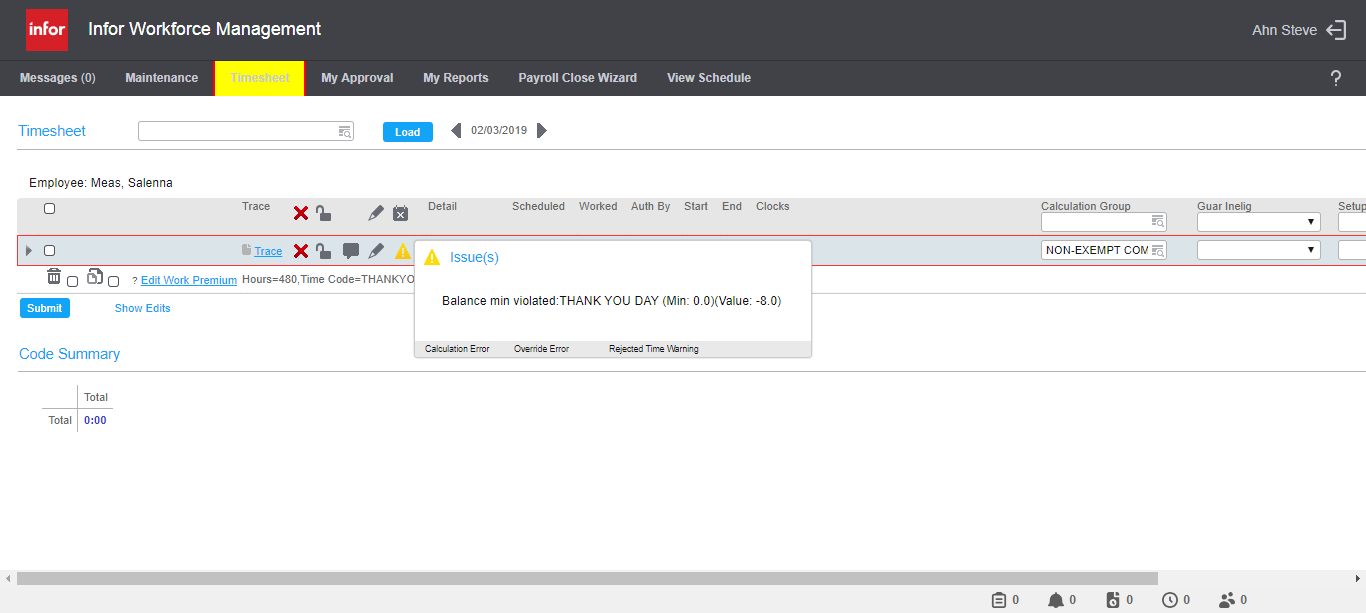 infor Infor Workforce Management Ahn Steve
Messages (0) Maintenance Timesheet My Approval My Reports Payroll Close Wizard View Schedule ?
Timesheet Load 02/03/2019
Employee: Meas, Salenna
Trace Detail Scheduled Worked Auth By Start End Clocks Calculation Group Guar Inelig Setup
Trace NON-EXEMPT COM
Issue(s)
Balance min violated:THANK YOU DAY (Min: 0.0)(Value: -8.0)
Calculation Error Override Error Rejected Time Warning
? Edit Work Premium Hours=480,Time Code=THANKYO
Submit Show Edits
Code Summary
Total
Total 0:00
0 0 0 0 0